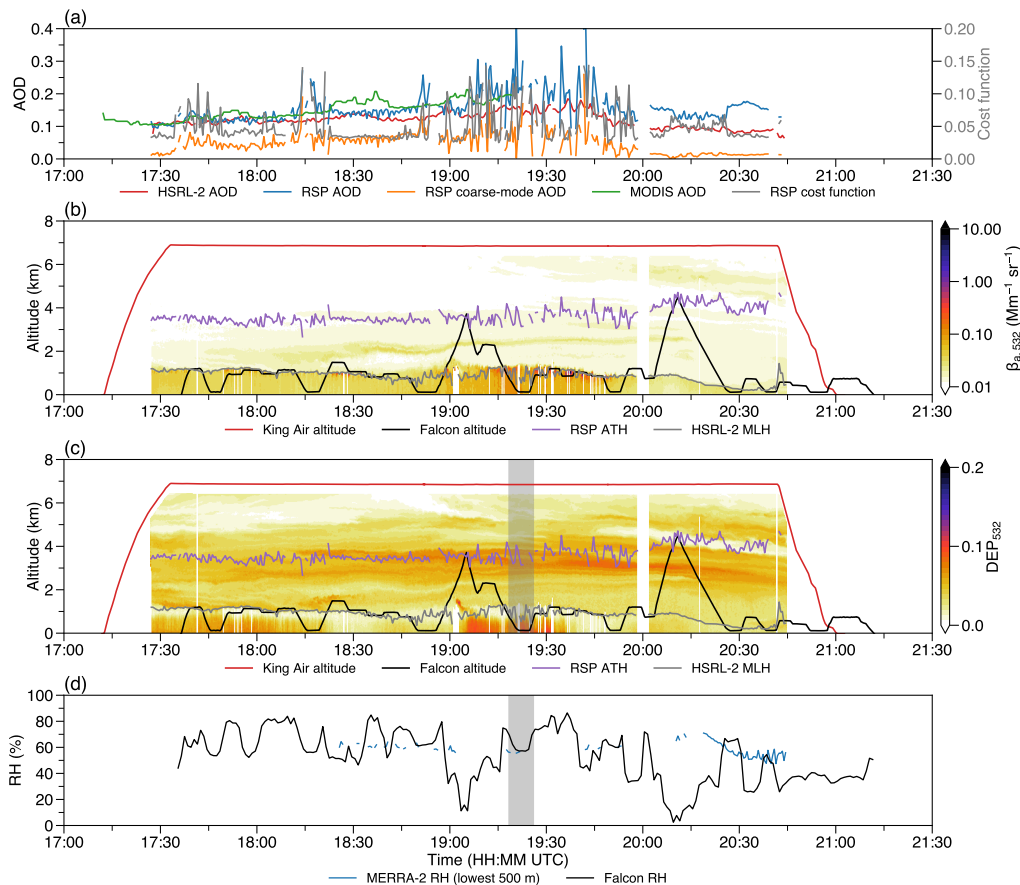 (a)
0.4
0.3
0.2
0.1
0.0
AOD
0.20
0.15
0.10
0.05
0.00
Cost function
17:00 17:30 18:00 18:30 19:00 19:30 20:00 20:30 21:00 21:30
HSRL-2 AOD RSP AOD RSP coarse-mode AOD MODIS AOD RSP cost function
(b)
8
6
4
2
0
Altitude (km)
10.00
1.00
0.10
0.01
βa, 532 (Mm⁻¹ sr⁻¹)
17:00 17:30 18:00 18:30 19:00 19:30 20:00 20:30 21:00 21:30
King Air altitude Falcon altitude RSP ATH HSRL-2 MLH
(c)
8
6
4
2
0
Altitude (km)
0.2
0.1
0.0
DEP532
17:00 17:30 18:00 18:30 19:00 19:30 20:00 20:30 21:00 21:30
King Air altitude Falcon altitude RSP ATH HSRL-2 MLH
(d)
100
80
60
40
20
0
RH (%)
17:00 17:30 18:00 18:30 19:00 19:30 20:00 20:30 21:00 21:30
Time (HH:MM UTC)
MERRA-2 RH (lowest 500 m) Falcon RH